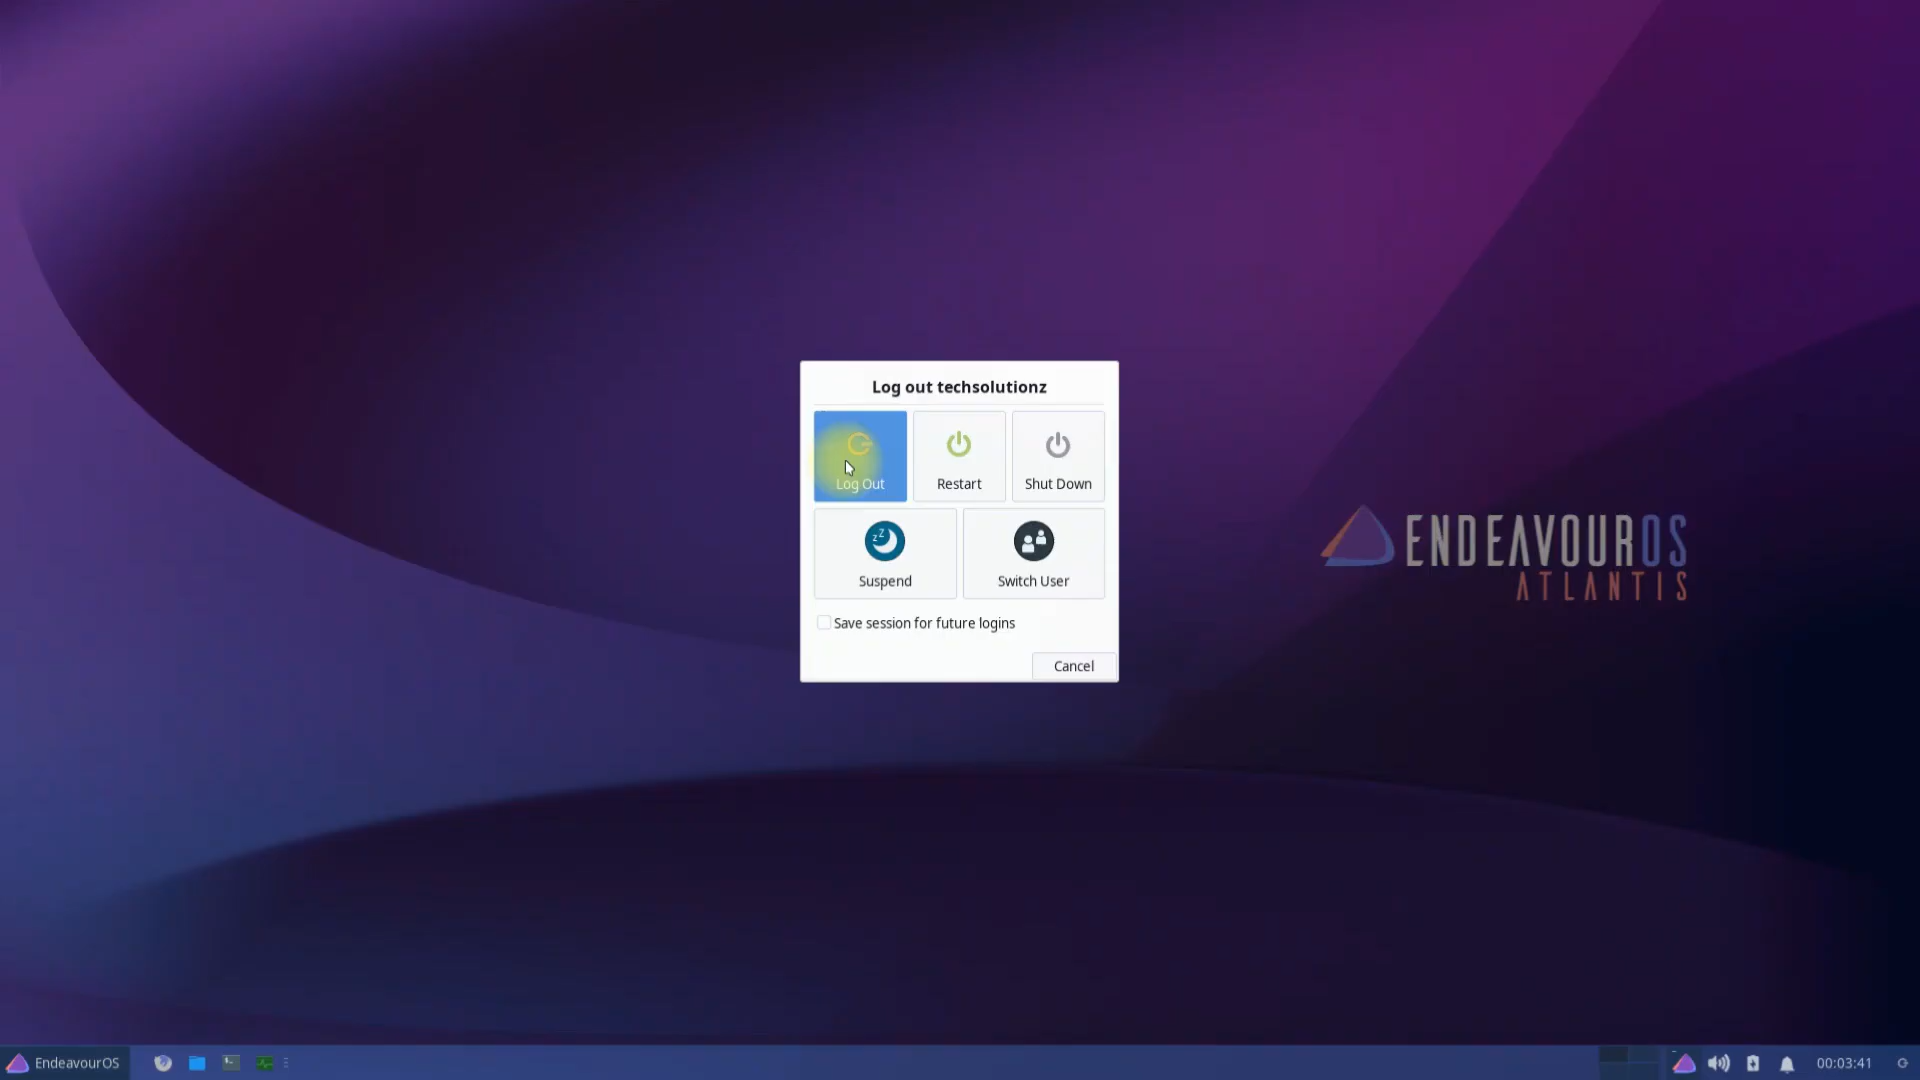 Log out techsolutionz
Log Out
Restart
Shut Down
Suspend
Switch User
Save session for future logins
Cancel
ENDEAVOUROS
ATLANTIS
EndeavourOS
00:03:41